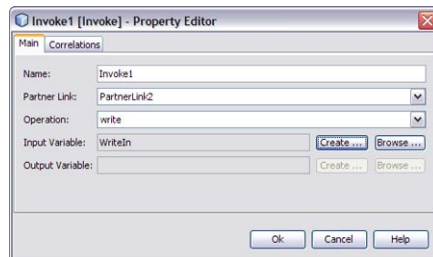 Invoke1 [Invoke] - Property Editor
Main Correlations
Name: Invoke1
Partner Link: PartnerLink2
Operation: write
Input Variable: WriteIn Create ... Browse ...
Output Variable: Create ... Browse ...
Ok Cancel Help